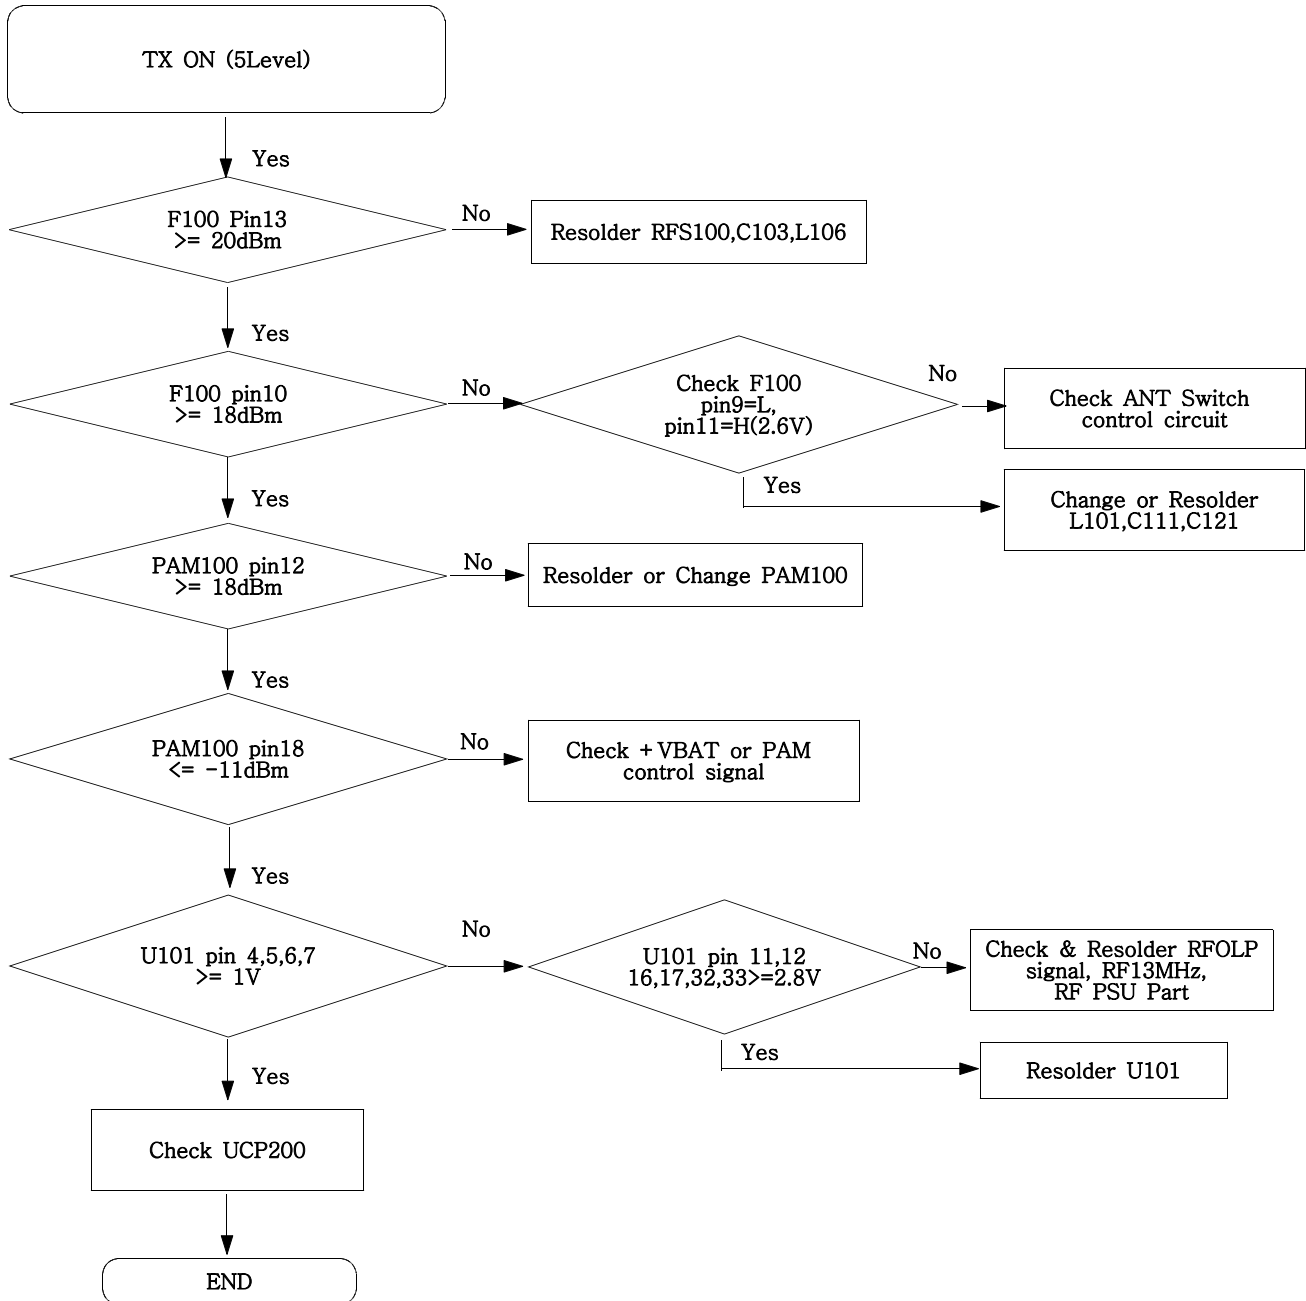 TX ON (5Level)
Yes
F100 Pin13
>= 20dBm
No
Resolder RFS100,C103,L106
Yes
F100 pin10
>= 18dBm
No
Check F100
pin9=L,
pin11=H(2.6V)
No
Check ANT Switch
control circuit
Yes
Change or Resolder
L101,C111,C121
Yes
PAM100 pin12
>= 18dBm
No
Resolder or Change PAM100
Yes
PAM100 pin18
<= -11dBm
No
Check +VBAT or PAM
control signal
Yes
U101 pin 4,5,6,7
>= 1V
No
U101 pin 11,12
16,17,32,33>=2.8V
No
Check & Resolder RFOLP
signal, RF13MHz,
RF PSU Part
Yes
Resolder U101
Yes
Check UCP200
END